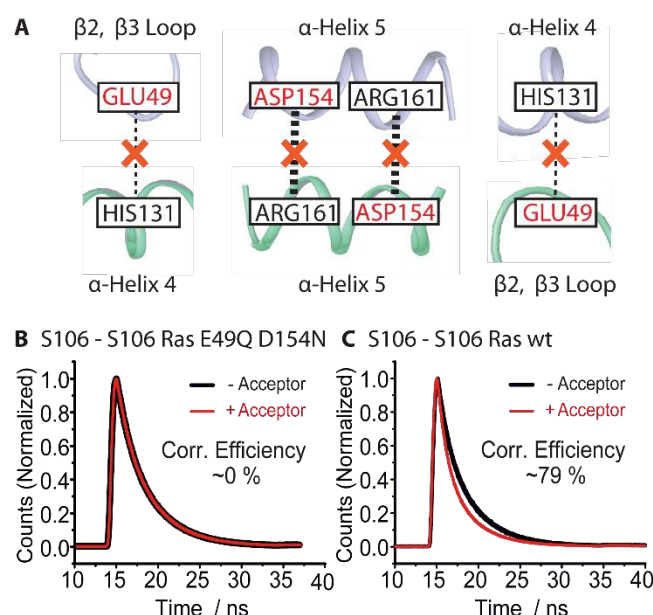 A
β2, β3 Loop
α-Helix 5
α-Helix 4
GLU49
ASP154
ARG161
HIS131
HIS131
ARG161
ASP154
GLU49
α-Helix 4
α-Helix 5
β2, β3 Loop
B S106 - S106 Ras E49Q D154N
C S106 - S106 Ras wt
Counts (Normalized)
1.0
0.8
0.6
0.4
0.2
0.0
- Acceptor
+ Acceptor
Corr. Efficiency
~0 %
10 15 20 25 30 35 40
Time / ns
Counts (Normalized)
1.0
0.8
0.6
0.4
0.2
0.0
- Acceptor
+ Acceptor
Corr. Efficiency
~79 %
10 15 20 25 30 35 40
Time / ns